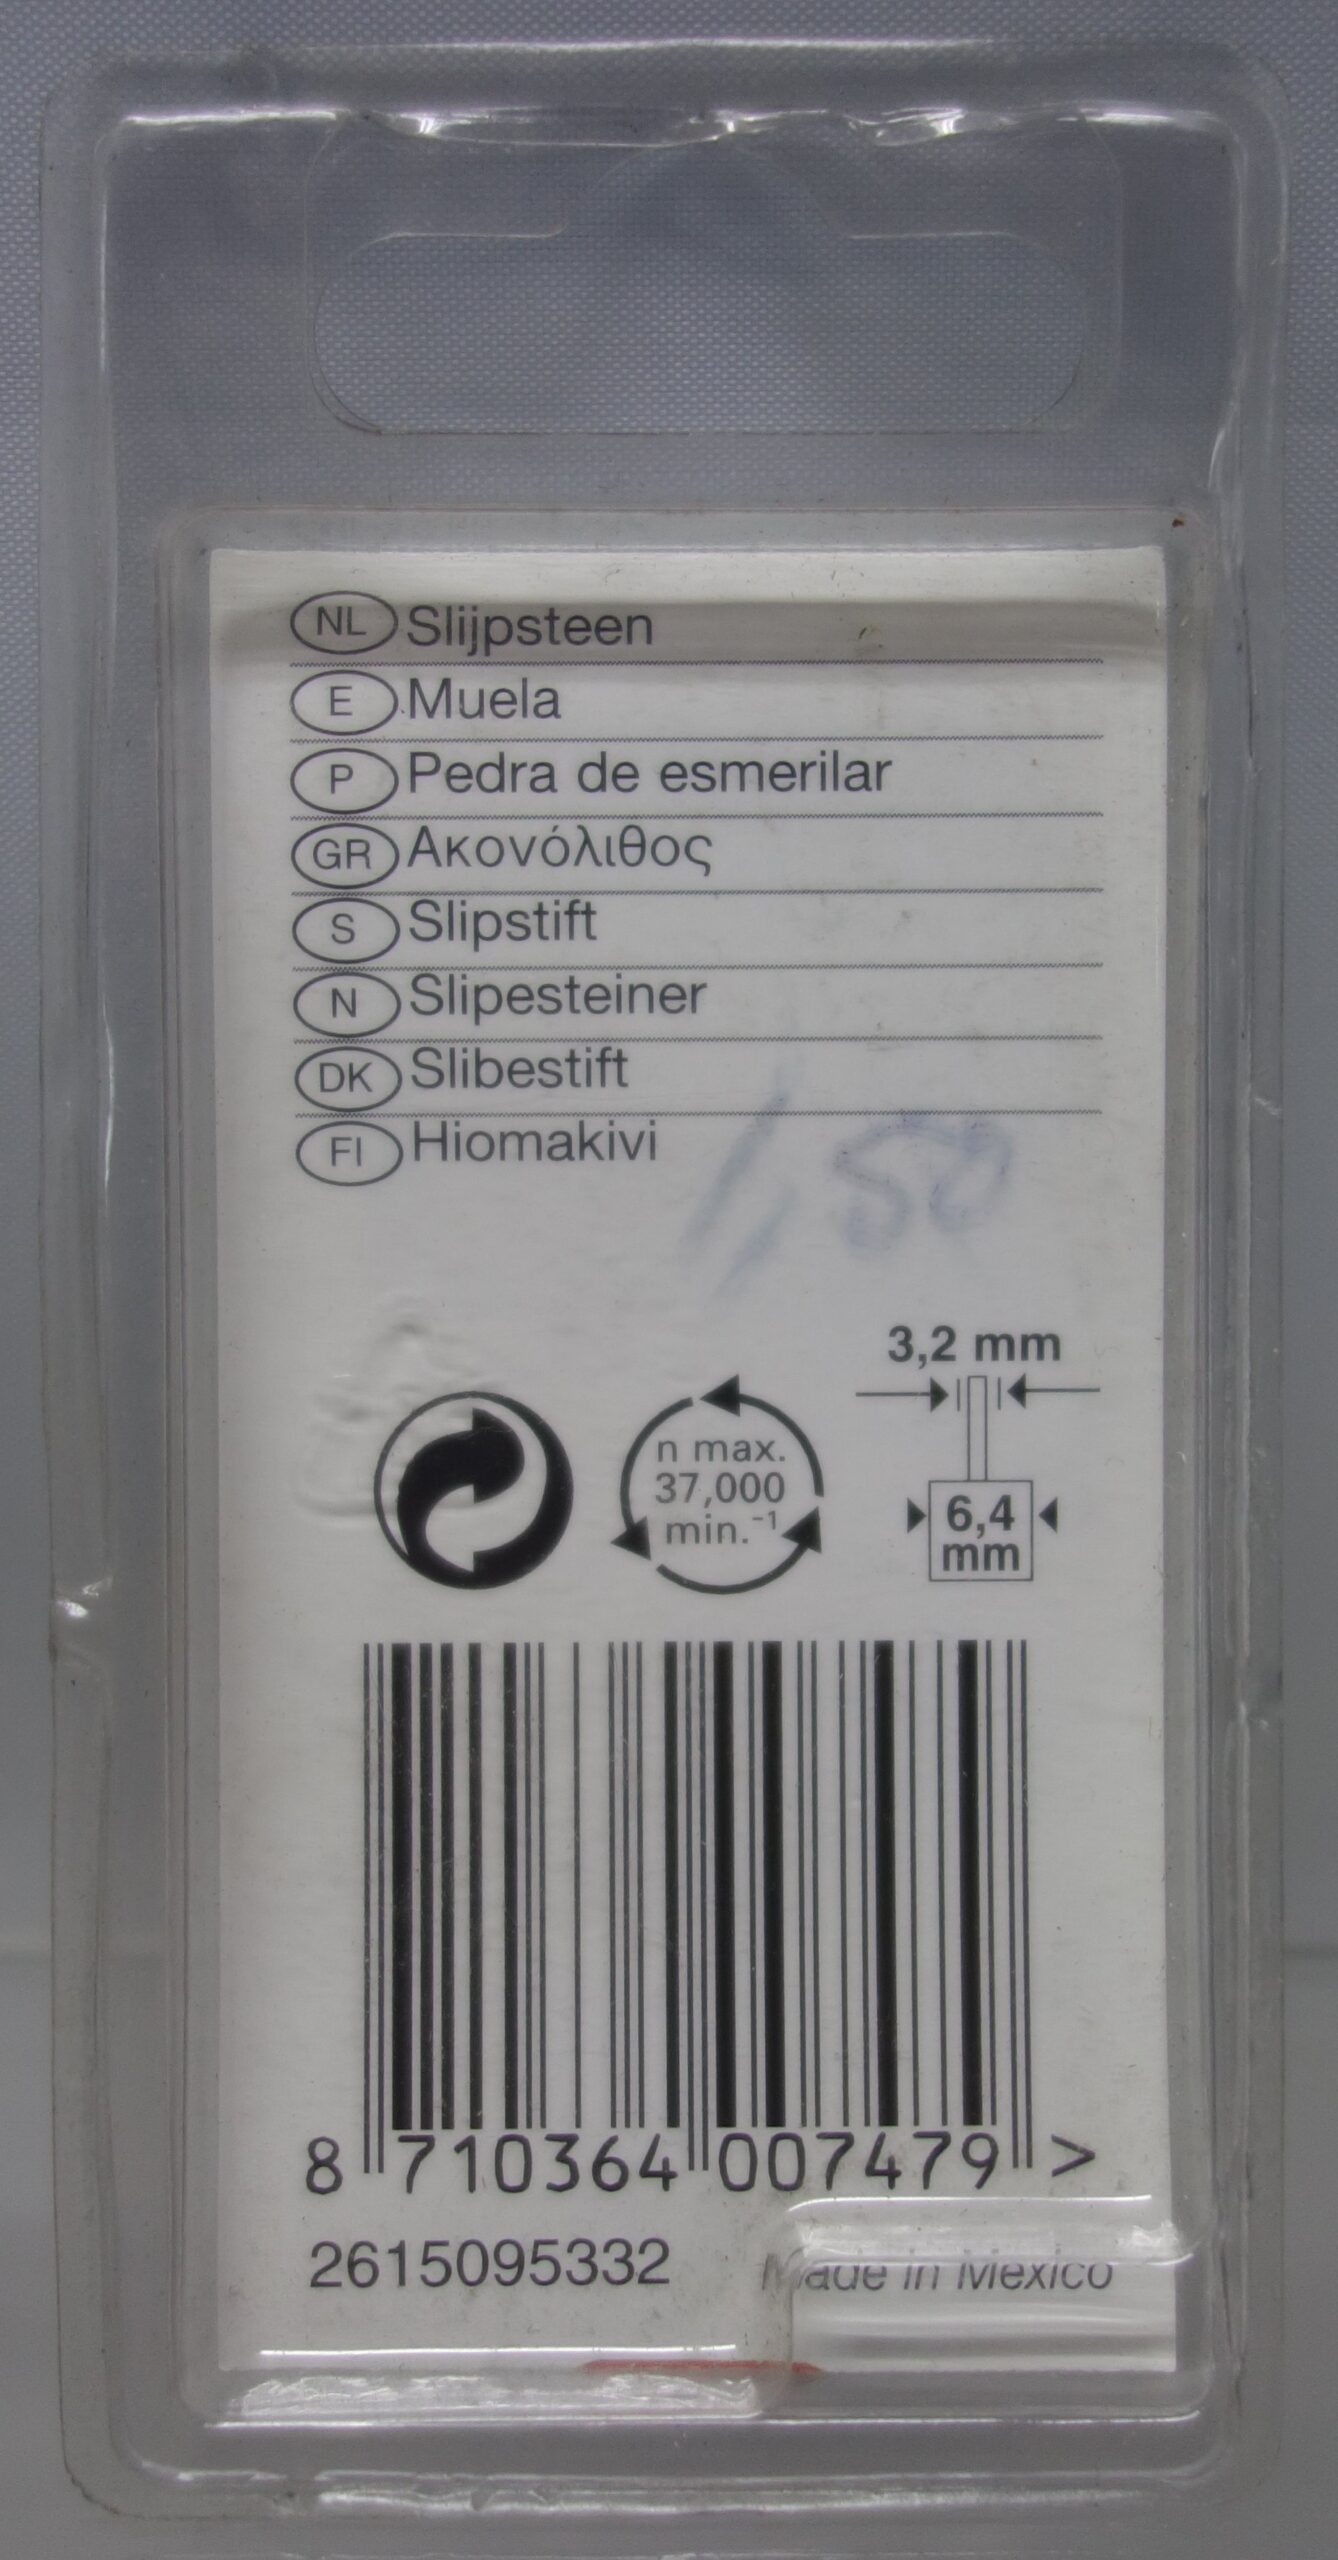 NL Slijpsteen
E Muela
P Pedra de esmerilar
GR Ακονόλιθος
S Slipstift
N Slipesteiner
DK Slibestift
FI Hiomakivi
1,50
3,2 mm
n max.
37,000
min.⁻¹
6,4
mm
8 710364 007479 >
2615095332 Made in Mexico